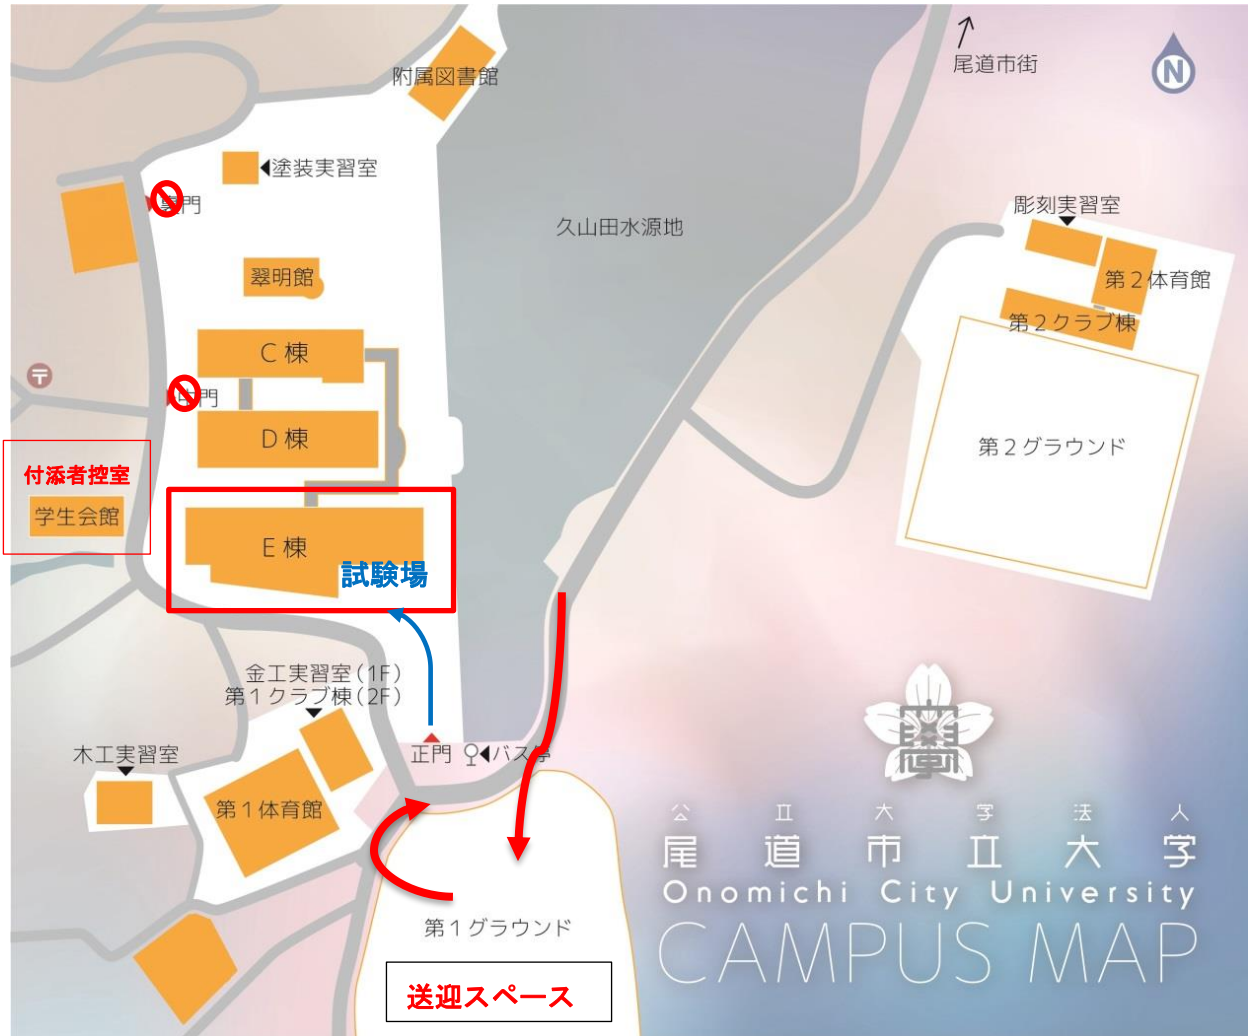 尾道市街
N
附属図書館
塗装実習室
裏門
彫刻実習室
久山田水源地
第2体育館
翠明館
第2クラブ棟
C棟
〒
中門
D棟
第2グラウンド
付添者控室
学生会館
E棟
試験場
金工実習室(1F)
第1クラブ棟(2F)
木工実習室
正門
バス停
第1体育館
第1グラウンド
送迎スペース
公立大学法人
尾道市立大学
Onomichi City University
CAMPUS MAP